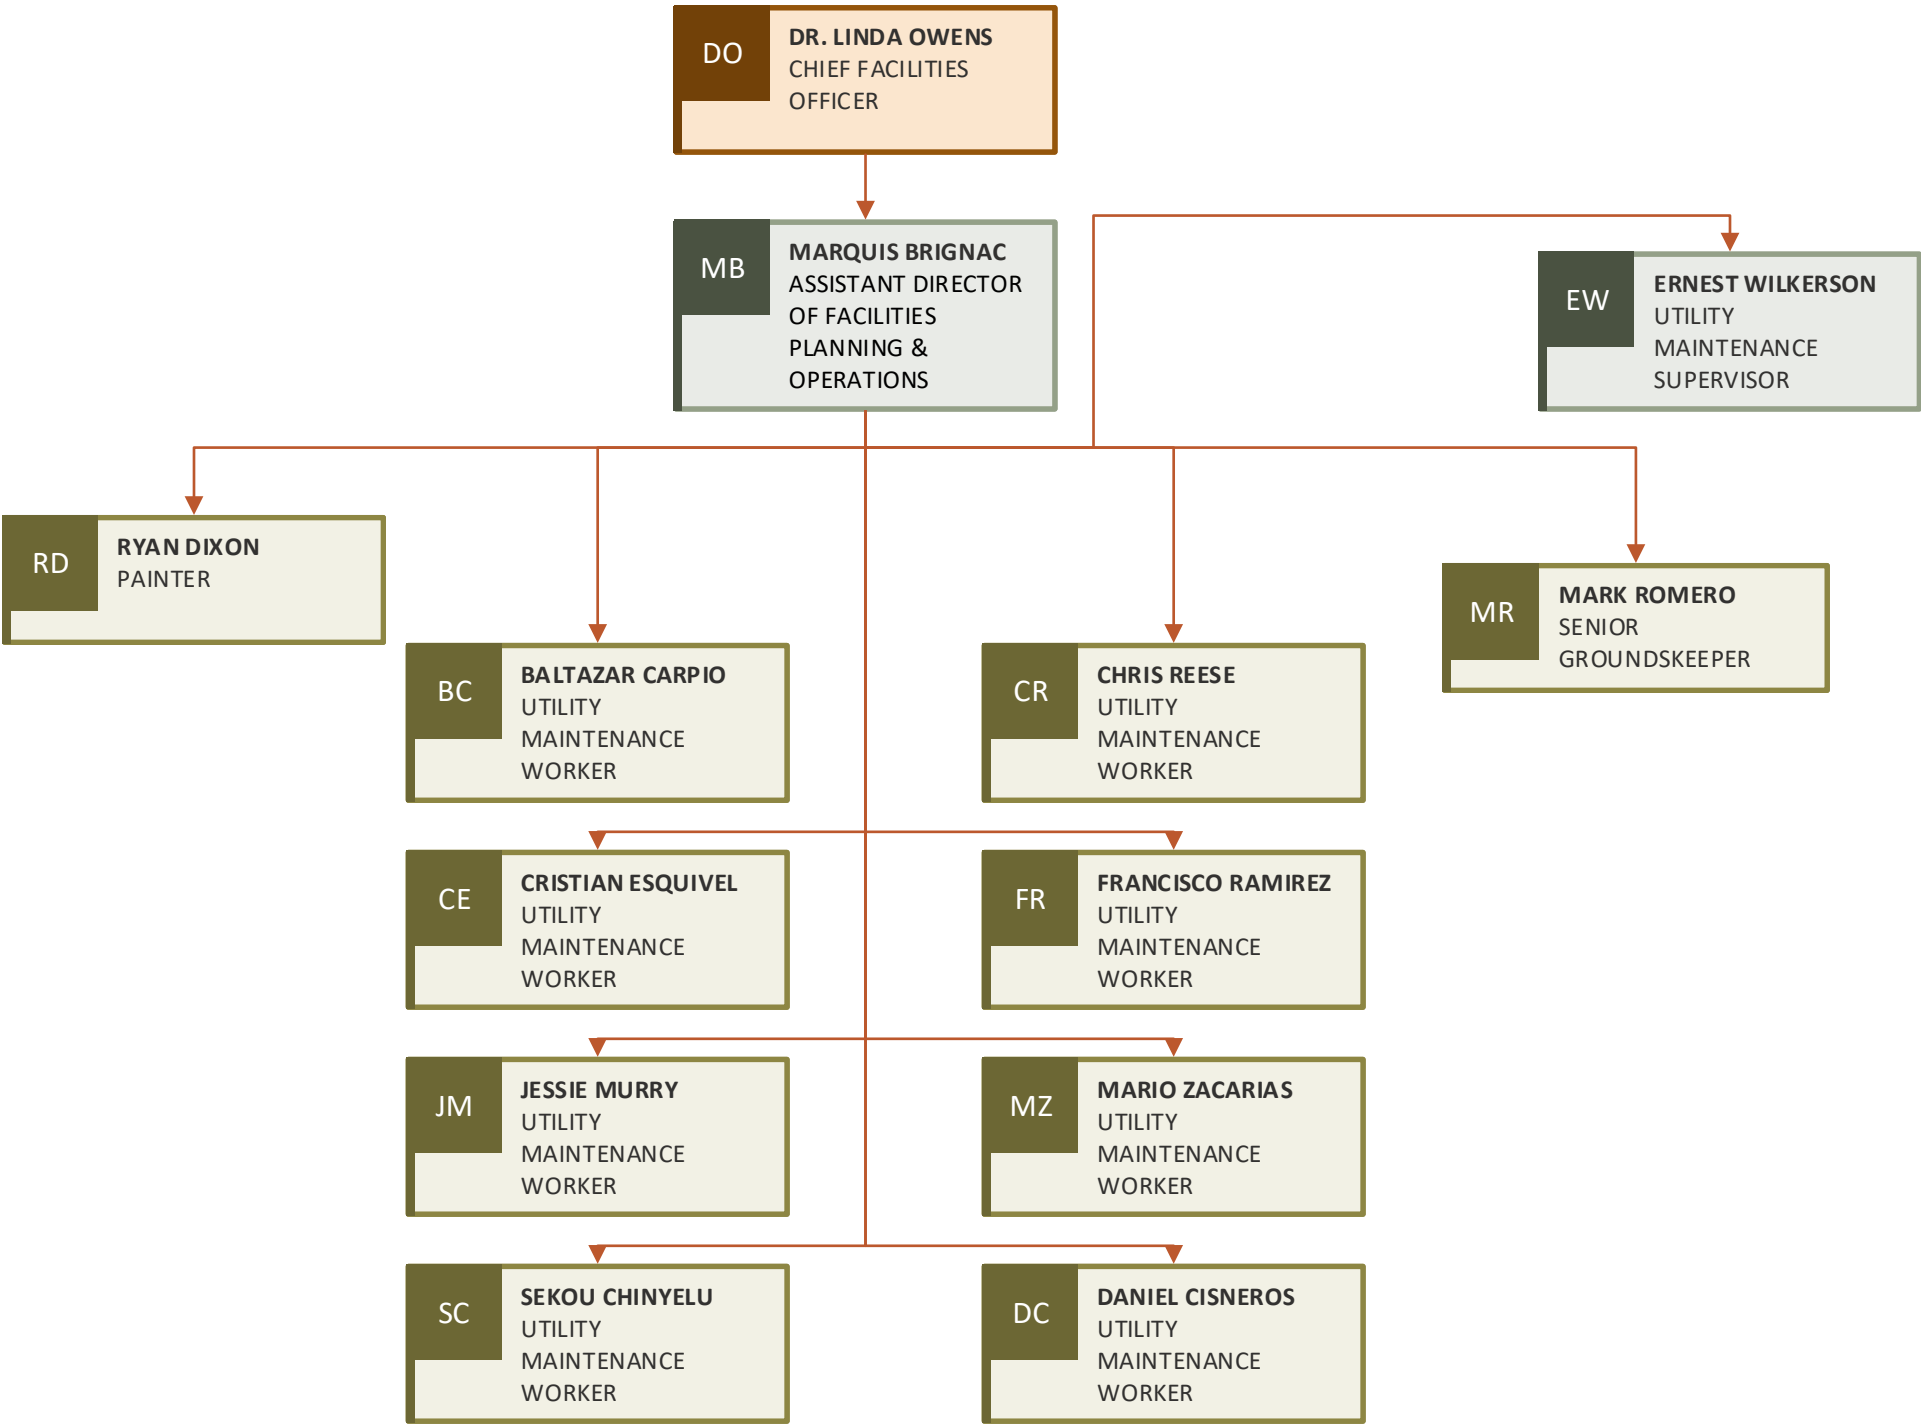 DO
DR. LINDA OWENS
CHIEF FACILITIES
OFFICER
MB
MARQUIS BRIGNAC
ASSISTANT DIRECTOR
OF FACILITIES
PLANNING &
OPERATIONS
EW
ERNEST WILKERSON
UTILITY
MAINTENANCE
SUPERVISOR
RD
RYAN DIXON
PAINTER
MR
MARK ROMERO
SENIOR
GROUNDSKEEPER
BC
BALTAZAR CARPIO
UTILITY
MAINTENANCE
WORKER
CR
CHRIS REESE
UTILITY
MAINTENANCE
WORKER
CE
CRISTIAN ESQUIVEL
UTILITY
MAINTENANCE
WORKER
FR
FRANCISCO RAMIREZ
UTILITY
MAINTENANCE
WORKER
JM
JESSIE MURRY
UTILITY
MAINTENANCE
WORKER
MZ
MARIO ZACARIAS
UTILITY
MAINTENANCE
WORKER
SC
SEKOU CHINYELU
UTILITY
MAINTENANCE
WORKER
DC
DANIEL CISNEROS
UTILITY
MAINTENANCE
WORKER